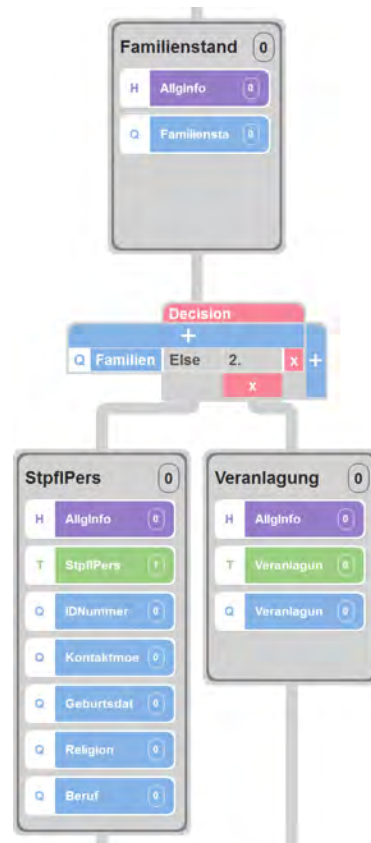 Familienstand 0
H AllgInfo 0
Q Familiensta 0
Decision
+
Q Familien Else 2. x +
x
StpflPers 0
H AllgInfo 0
T StpflPers 1
Q IDNummer 0
Q Kontaktmoe 0
Q Geburtsdat 0
Q Religion 0
Q Beruf 0
Veranlagung 0
H AllgInfo 0
T Veranlagun 0
Q Veranlagun 0